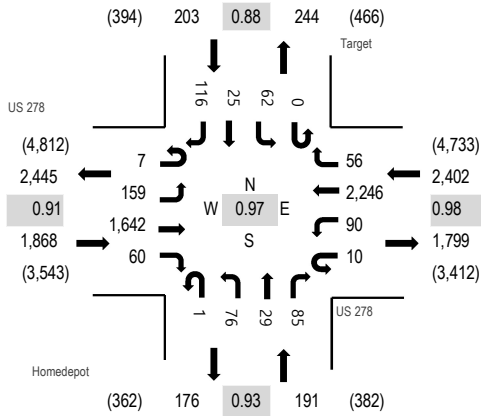 (394) 203 0.88 244 (466)
Target
116 25 62 0
US 278
(4,812) (4,733)
7 56
2,445 2,402
159 N 2,246
0.91 W 0.97 E 0.98
1,642 90
1,868 S 1,799
60 10
(3,543) (3,412)
1 76 29 85
US 278
Homedepot
(362) 176 0.93 191 (382)